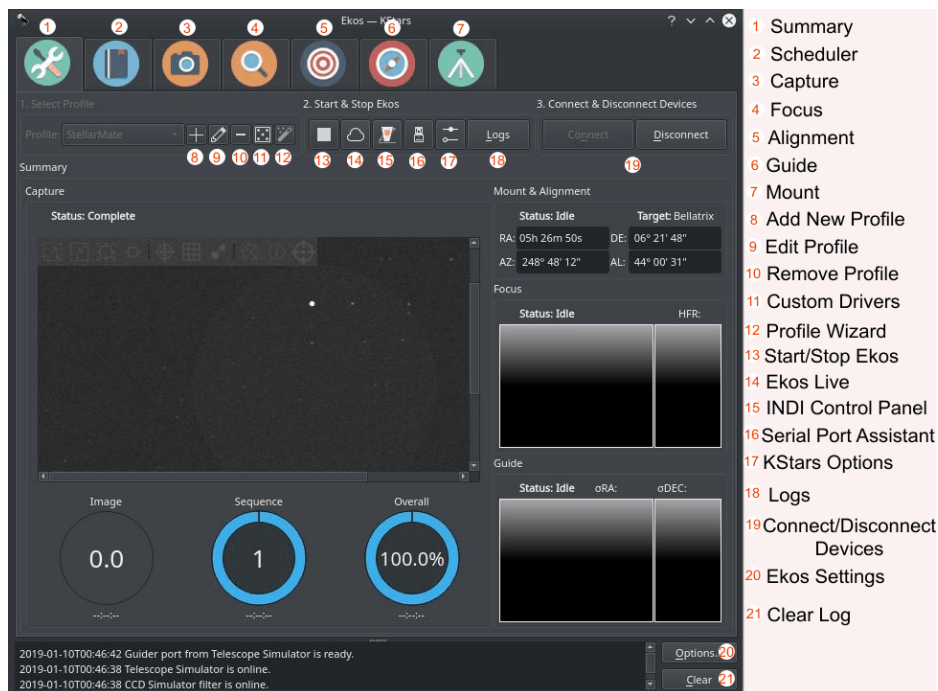 Ekos — KStars
1 2 3 4 5 6 7
1. Select Profile
2. Start & Stop Ekos
3. Connect & Disconnect Devices
Profile: StellarMate
Logs
Connect
Disconnect
8 9 10 11 12 13 14 15 16 17 18 19
Summary
Capture
Status: Complete
Mount & Alignment
Status: Idle Target: Bellatrix
RA: 05h 26m 50s DE: 06° 21' 48"
AZ: 248° 48' 12" AL: 44° 00' 31"
Focus
Status: Idle HFR:
Guide
Status: Idle σRA: σDEC:
Image Sequence Overall
0.0 1 100.0%
--:--:-- --:--:-- --:--:--
2019-01-10T00:46:42 Guider port from Telescope Simulator is ready.
2019-01-10T00:46:38 Telescope Simulator is online.
2019-01-10T00:46:38 CCD Simulator filter is online.
Options... 20
Clear 21
1 Summary
2 Scheduler
3 Capture
4 Focus
5 Alignment
6 Guide
7 Mount
8 Add New Profile
9 Edit Profile
10 Remove Profile
11 Custom Drivers
12 Profile Wizard
13 Start/Stop Ekos
14 Ekos Live
15 INDI Control Panel
16 Serial Port Assistant
17 KStars Options
18 Logs
19 Connect/Disconnect
Devices
20 Ekos Settings
21 Clear Log